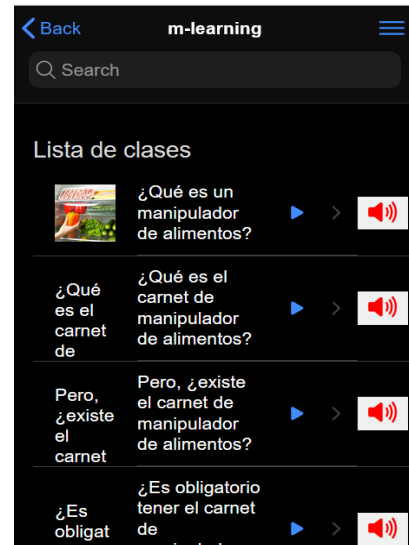 Back
m-learning
Search
Lista de clases
¿Qué es un
manipulador
de alimentos?
¿Qué
es el
carnet
de
¿Qué es el
carnet de
manipulador
de alimentos?
Pero,
¿existe
el
carnet
Pero, ¿existe
el carnet de
manipulador
de alimentos?
¿Es
obligat
¿Es obligatorio
tener el carnet
de